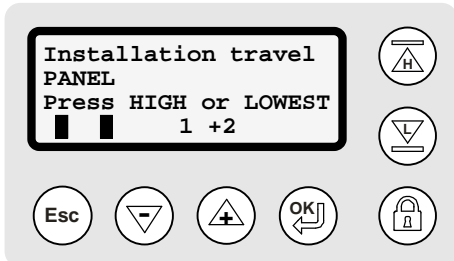 Installation travel
PANEL
Press HIGH or LOWEST
1 +2
H
L
Esc
-
+
OK